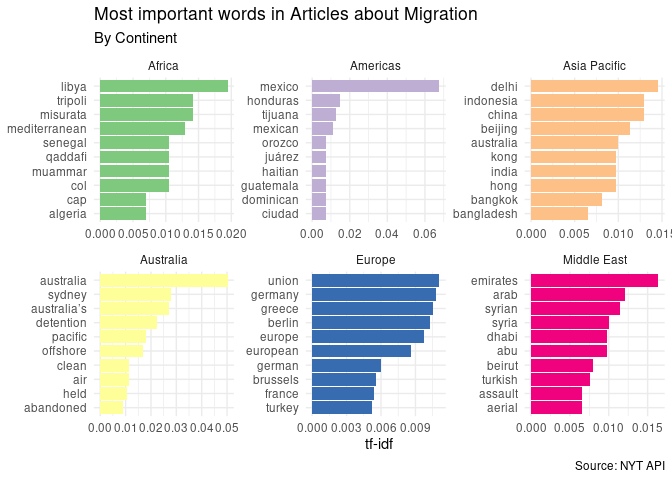 Most important words in Articles about Migration
By Continent
Africa
libya
tripoli
misurata
mediterranean
senegal
qaddafi
muammar
col
cap
algeria
0.000 0.005 0.010 0.015 0.020
Americas
mexico
honduras
tijuana
mexican
orozco
juárez
haitian
guatemala
dominican
ciudad
0.00 0.02 0.04 0.06
Asia Pacific
delhi
indonesia
china
beijing
australia
kong
india
hong
bangkok
bangladesh
0.000 0.005 0.010 0.015
Australia
australia
sydney
australia's
detention
pacific
offshore
clean
air
held
abandoned
0.00 0.01 0.02 0.03 0.04 0.05
Europe
union
germany
greece
berlin
europe
european
german
brussels
france
turkey
0.000 0.003 0.006 0.009
Middle East
emirates
arab
syrian
syria
dhabi
abu
beirut
turkish
assault
aerial
0.000 0.005 0.010 0.015
tf-idf
Source: NYT API